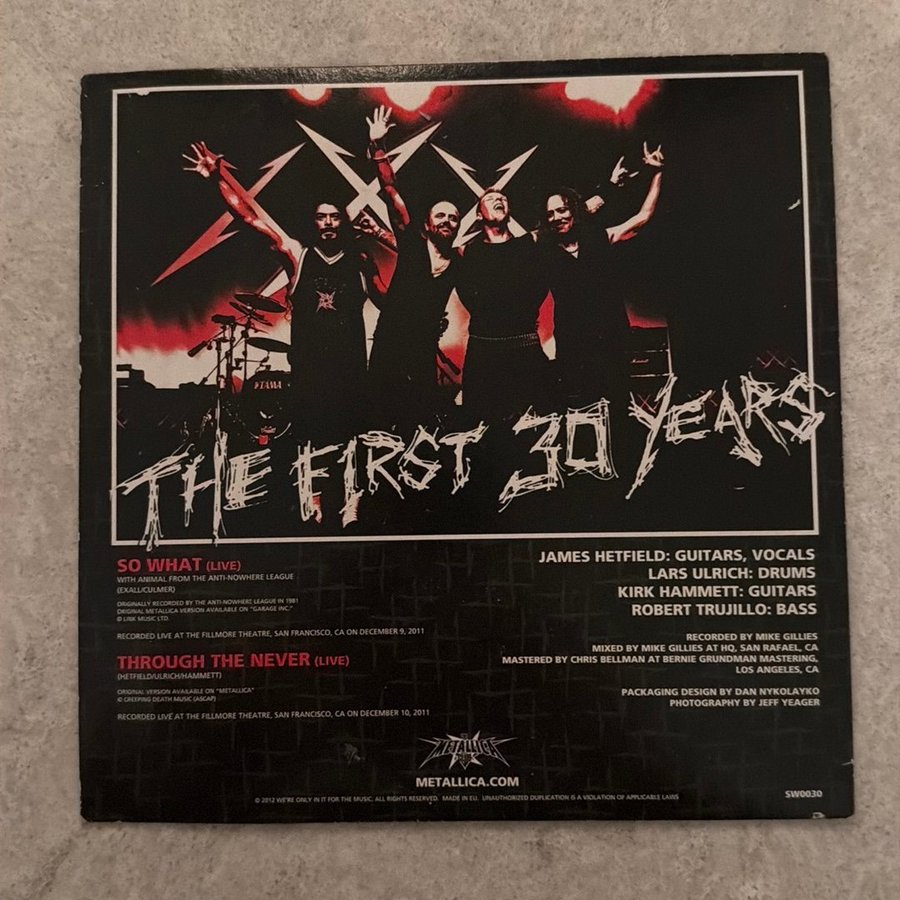 TAMA
THE FIRST 30 YEARS
SO WHAT (LIVE)
WITH ANIMAL FROM THE ANTI-NOWHERE LEAGUE
(EXALL/CULMER)
ORIGINALLY RECORDED BY THE ANTI-NOWHERE LEAGUE IN 1981
ORIGINAL METALLICA VERSION AVAILABLE ON "GARAGE INC."
© LRIK MUSIC LTD.
RECORDED LIVE AT THE FILLMORE THEATRE, SAN FRANCISCO, CA ON DECEMBER 9, 2011
THROUGH THE NEVER (LIVE)
(HETFIELD/ULRICH/HAMMETT)
ORIGINAL VERSION AVAILABLE ON "METALLICA"
© CREEPING DEATH MUSIC (ASCAP)
RECORDED LIVE AT THE FILLMORE THEATRE, SAN FRANCISCO, CA ON DECEMBER 10, 2011
JAMES HETFIELD: GUITARS, VOCALS
LARS ULRICH: DRUMS
KIRK HAMMETT: GUITARS
ROBERT TRUJILLO: BASS
RECORDED BY MIKE GILLIES
MIXED BY MIKE GILLIES AT HQ, SAN RAFAEL, CA
MASTERED BY CHRIS BELLMAN AT BERNIE GRUNDMAN MASTERING,
LOS ANGELES, CA
PACKAGING DESIGN BY DAN NYKOLAYKO
PHOTOGRAPHY BY JEFF YEAGER
METALLICA
METALLICA.COM
© 2012 WE'RE ONLY IN IT FOR THE MUSIC. ALL RIGHTS RESERVED. MADE IN EU. UNAUTHORIZED DUPLICATION IS A VIOLATION OF APPLICABLE LAWS
SW0030